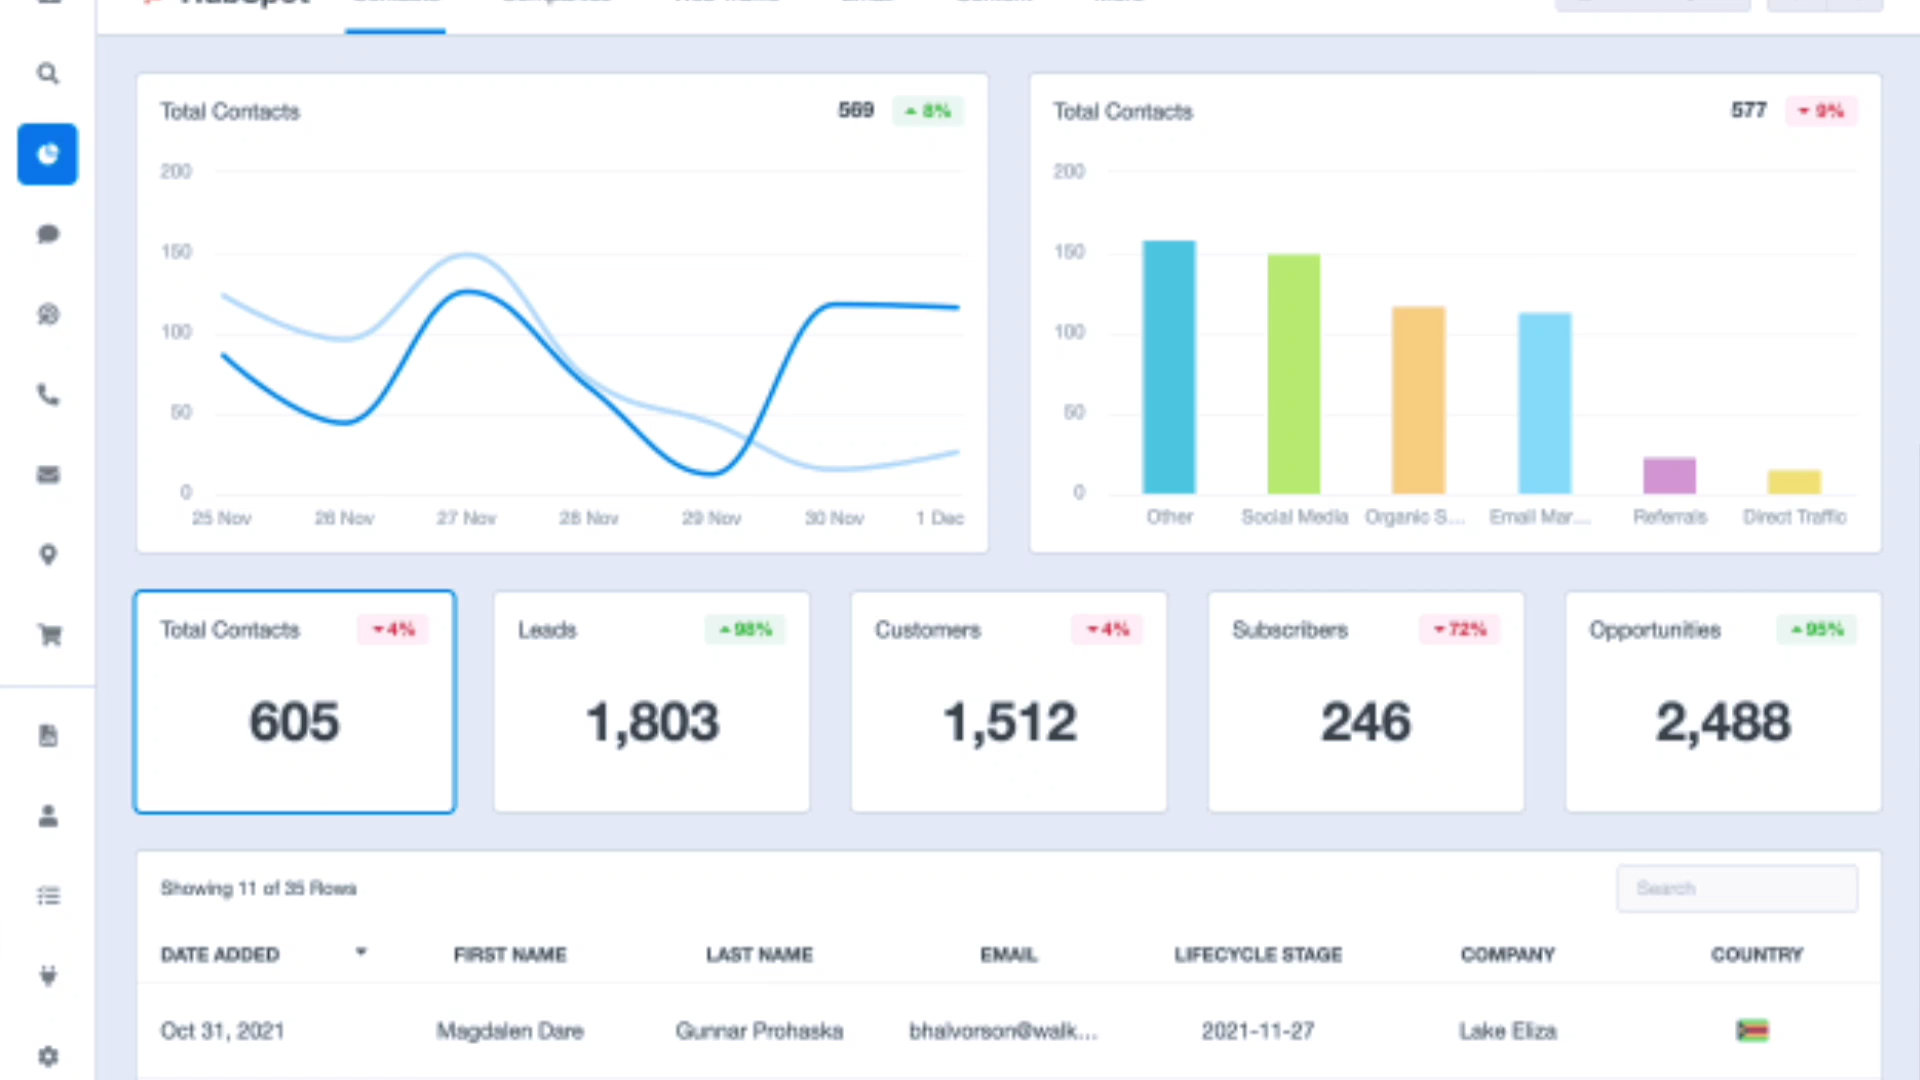 HubSpot
Total Contacts 569 8%
200
150
100
50
0
25 Nov 26 Nov 27 Nov 28 Nov 29 Nov 30 Nov 1 Dec
Total Contacts 577 9%
200
150
100
50
0
Other Social Media Organic S... Email Mar... Referrals Direct Traffic
Total Contacts 4%
605
Leads 98%
1,803
Customers 4%
1,512
Subscribers 72%
246
Opportunities 95%
2,488
Showing 11 of 35 Rows
Search
DATE ADDED FIRST NAME LAST NAME EMAIL LIFECYCLE STAGE COMPANY COUNTRY
Oct 31, 2021 Magdalen Dare Gunnar Prohaska bhalvorson@walk... 2021-11-27 Lake Eliza